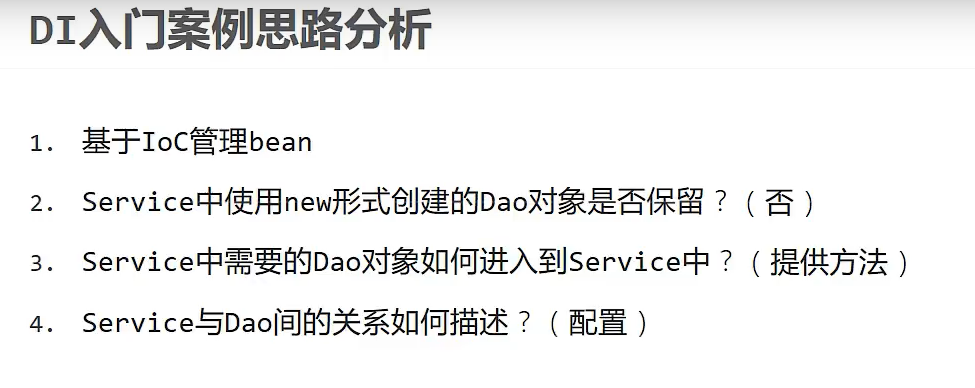 DI入门案例思路分析
1. 基于IoC管理bean
2. Service中使用new形式创建的Dao对象是否保留？（否）
3. Service中需要的Dao对象如何进入到Service中？（提供方法）
4. Service与Dao间的关系如何描述？（配置）